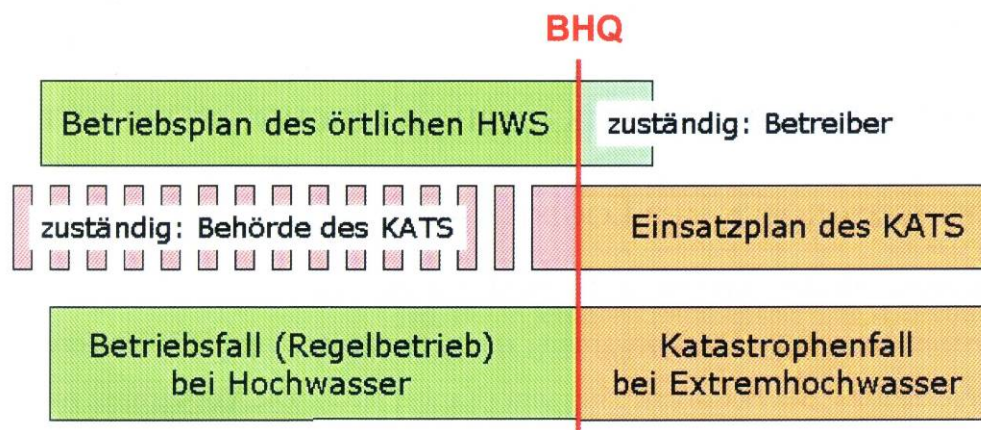 BHQ
Betriebsplan des örtlichen HWS
zuständig: Betreiber
zuständig: Behörde des KATS
Einsatzplan des KATS
Betriebsfall (Regelbetrieb)
bei Hochwasser
Katastrophenfall
bei Extremhochwasser